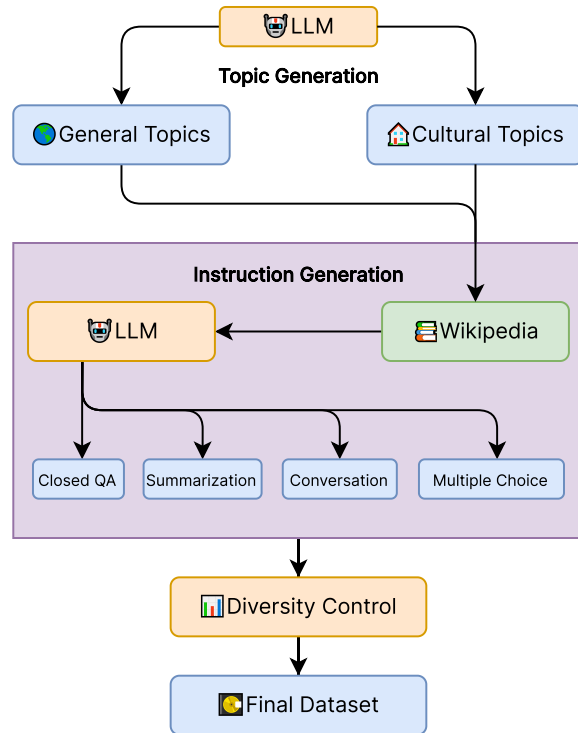 LLM
Topic Generation
General Topics
Cultural Topics
Instruction Generation
LLM
Wikipedia
Closed QA
Summarization
Conversation
Multiple Choice
Diversity Control
Final Dataset